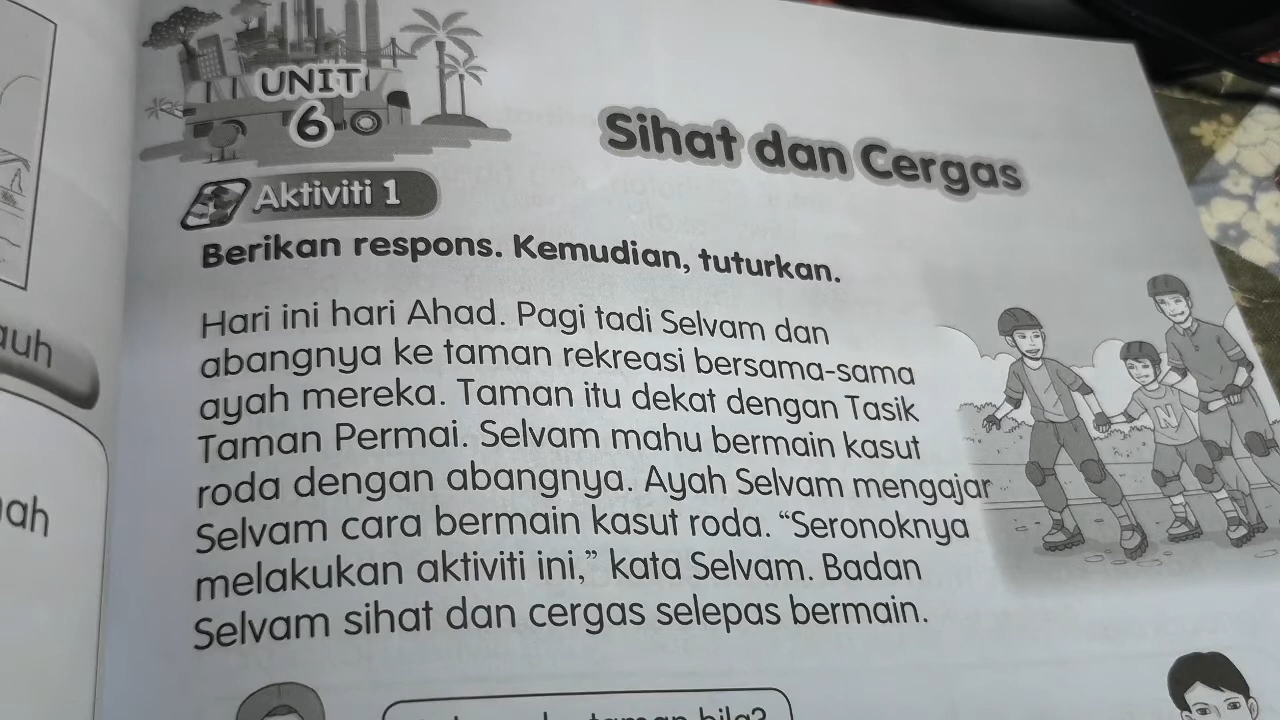 UNIT
6
Sihat dan Cergas
Aktiviti 1
Berikan respons. Kemudian, tuturkan.
Hari ini hari Ahad. Pagi tadi Selvam dan
abangnya ke taman rekreasi bersama-sama
ayah mereka. Taman itu dekat dengan Tasik
Taman Permai. Selvam mahu bermain kasut
roda dengan abangnya. Ayah Selvam mengajar
Selvam cara bermain kasut roda. “Seronoknya
melakukan aktiviti ini,” kata Selvam. Badan
Selvam sihat dan cergas selepas bermain.
N
taman bila?